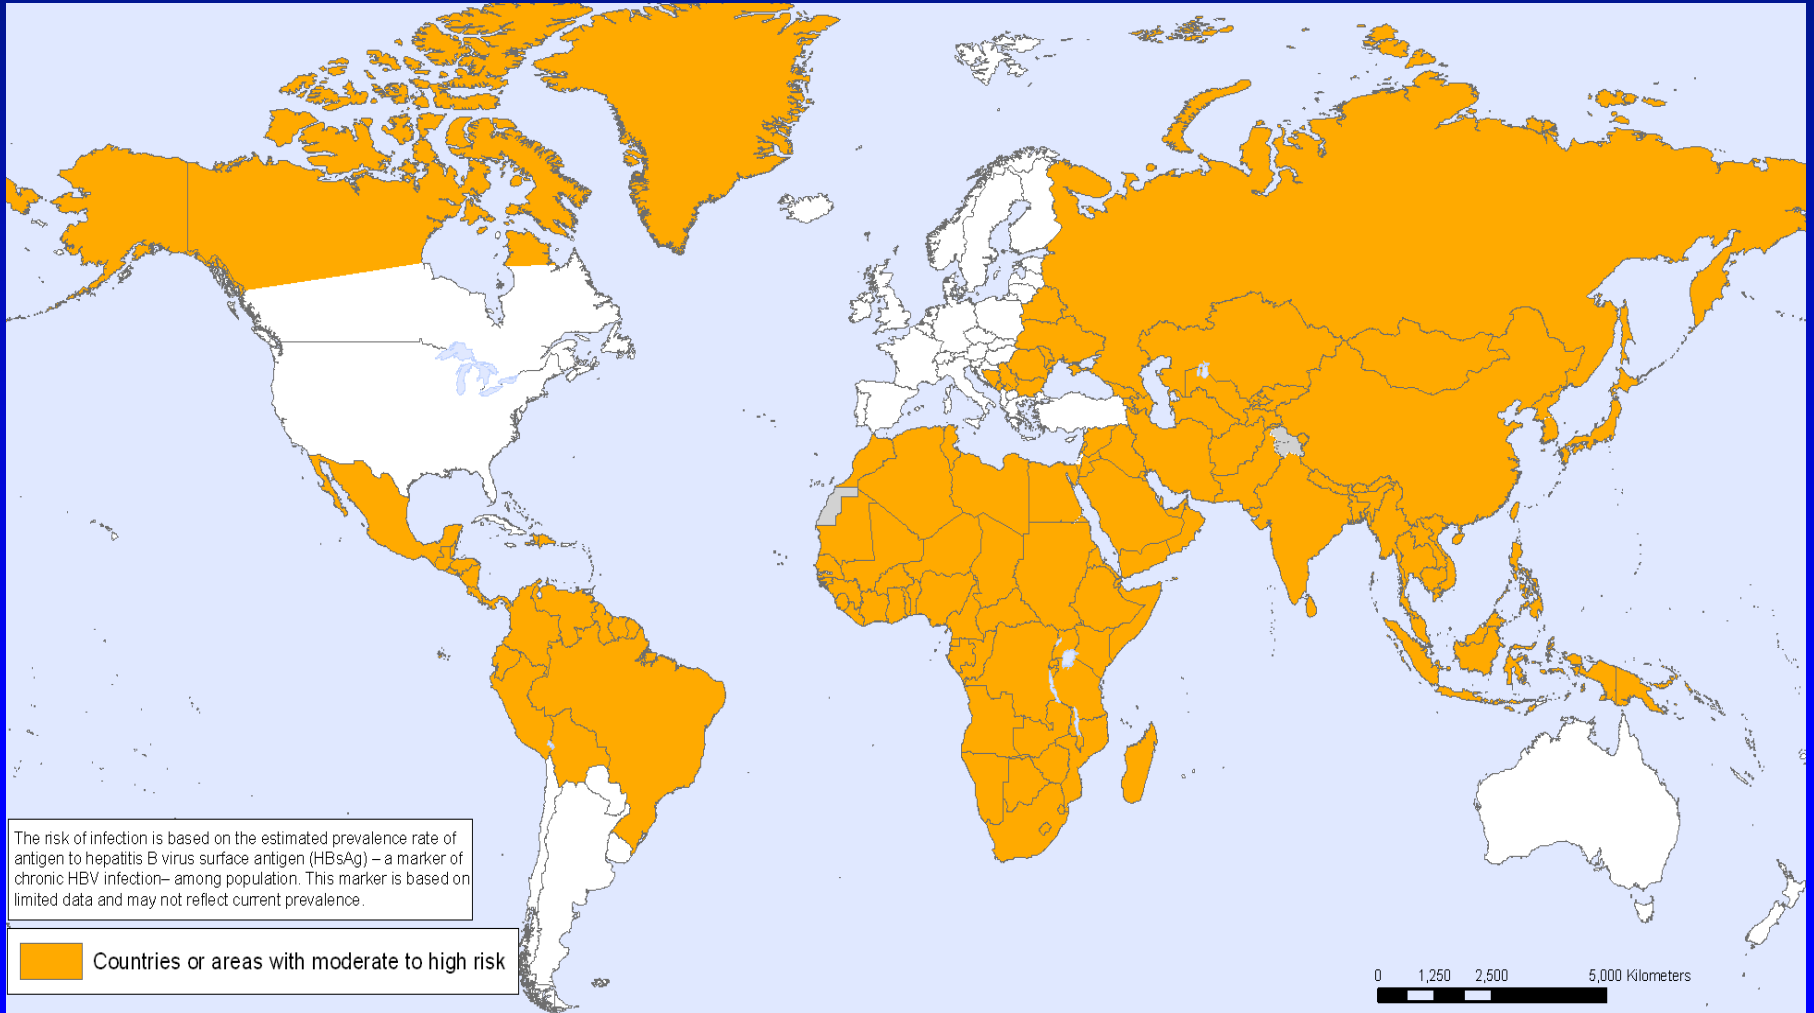 The risk of infection is based on the estimated prevalence rate of
antigen to hepatitis B virus surface antigen (HBsAg) – a marker of
chronic HBV infection– among population. This marker is based on
limited data and may not reflect current prevalence.
Countries or areas with moderate to high risk
0 1,250 2,500 5,000 Kilometers